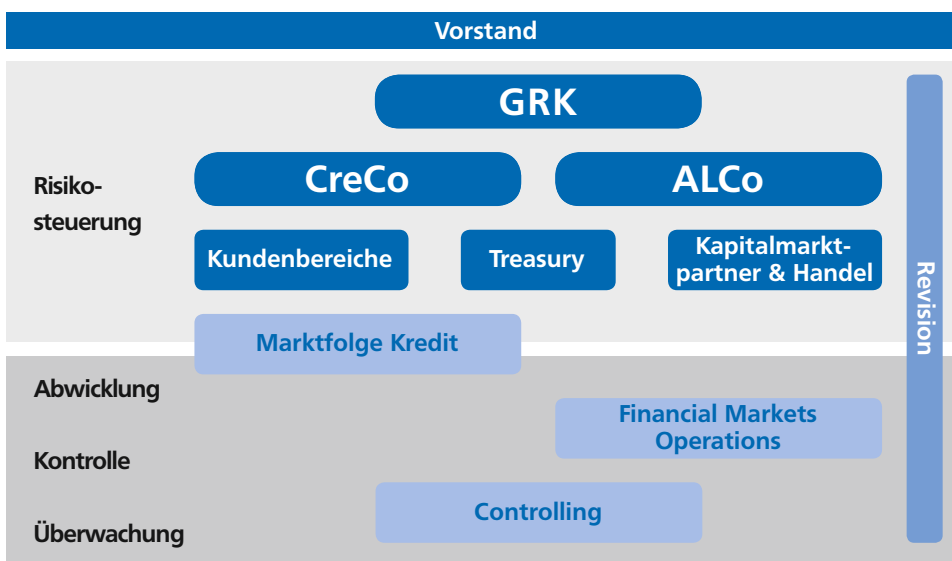 Vorstand
GRK
CreCo
ALCo
Risiko-
steuerung
Kundenbereiche
Treasury
Kapitalmarkt-
partner & Handel
Revision
Marktfolge Kredit
Abwicklung
Financial Markets
Operations
Kontrolle
Controlling
Überwachung